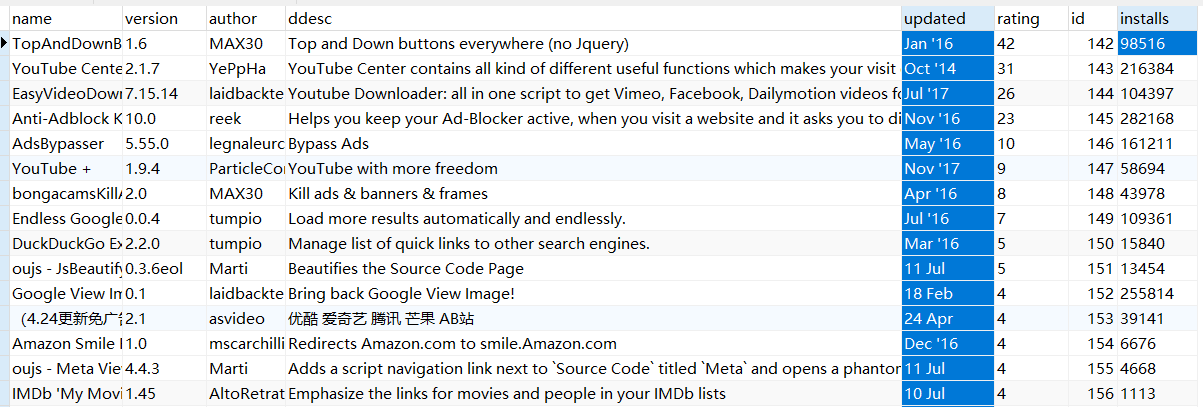 name version author ddesc updated rating id installs
TopAndDownB 1.6 MAX30 Top and Down buttons everywhere (no Jquery) Jan '16 42 142 98516
YouTube Cente 2.1.7 YePpHa YouTube Center contains all kind of different useful functions which makes your visit Oct '14 31 143 216384
EasyVideoDown 7.15.14 laidbackte Youtube Downloader: all in one script to get Vimeo, Facebook, Dailymotion videos fo Jul '17 26 144 104397
Anti-Adblock K 10.0 reek Helps you keep your Ad-Blocker active, when you visit a website and it asks you to di Nov '16 23 145 282168
AdsBypasser 5.55.0 legnaleurc Bypass Ads May '16 10 146 161211
YouTube + 1.9.4 ParticleCor YouTube with more freedom Nov '17 9 147 58694
bongacamsKillA 2.0 MAX30 Kill ads & banners & frames Apr '16 8 148 43978
Endless Google 0.0.4 tumpio Load more results automatically and endlessly. Jul '16 7 149 109361
DuckDuckGo Ex 2.2.0 tumpio Manage list of quick links to other search engines. Mar '16 5 150 15840
oujs - JsBeautify 0.3.6eol Marti Beautifies the Source Code Page 11 Jul 5 151 13454
Google View Im 0.1 laidbackte Bring back Google View Image! 18 Feb 4 152 255814
（4.24更新免广告 2.1 asvideo 优酷 爱奇艺 腾讯 芒果 AB站 24 Apr 4 153 39141
Amazon Smile 1.0 mscarchilli Redirects Amazon.com to smile.Amazon.com Dec '16 4 154 6676
oujs - Meta View 4.4.3 Marti Adds a script navigation link next to `Source Code` titled `Meta` and opens a phantom 11 Jul 4 155 4668
IMDb 'My Movi 1.45 AltoRetrat Emphasize the links for movies and people in your IMDb lists 10 Jul 4 156 1113